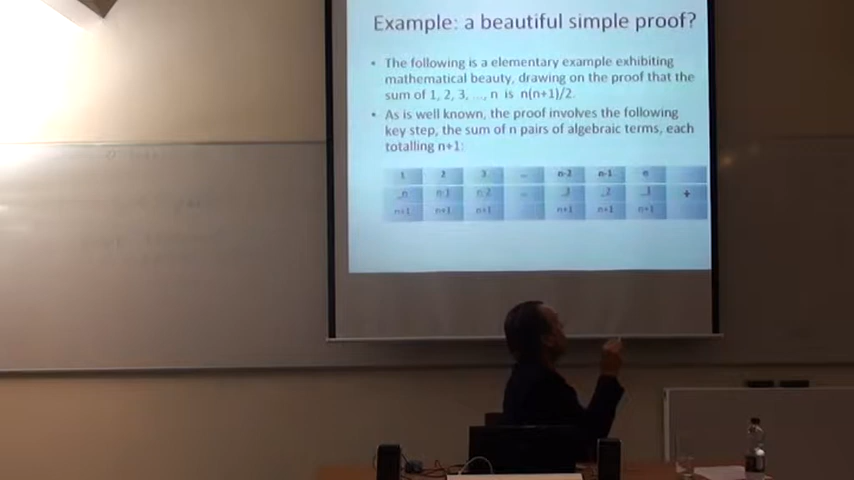 Example: a beautiful simple proof?
• The following is a elementary example exhibiting
mathematical beauty, drawing on the proof that the
sum of 1, 2, 3, ..., n is n(n+1)/2.
• As is well known, the proof involves the following
key step, the sum of n pairs of algebraic terms, each
totalling n+1:
1 2 3 ... n-2 n-1 n
n n-1 n-2 ... 3 2 1 +
n+1 n+1 n+1 n+1 n+1 n+1